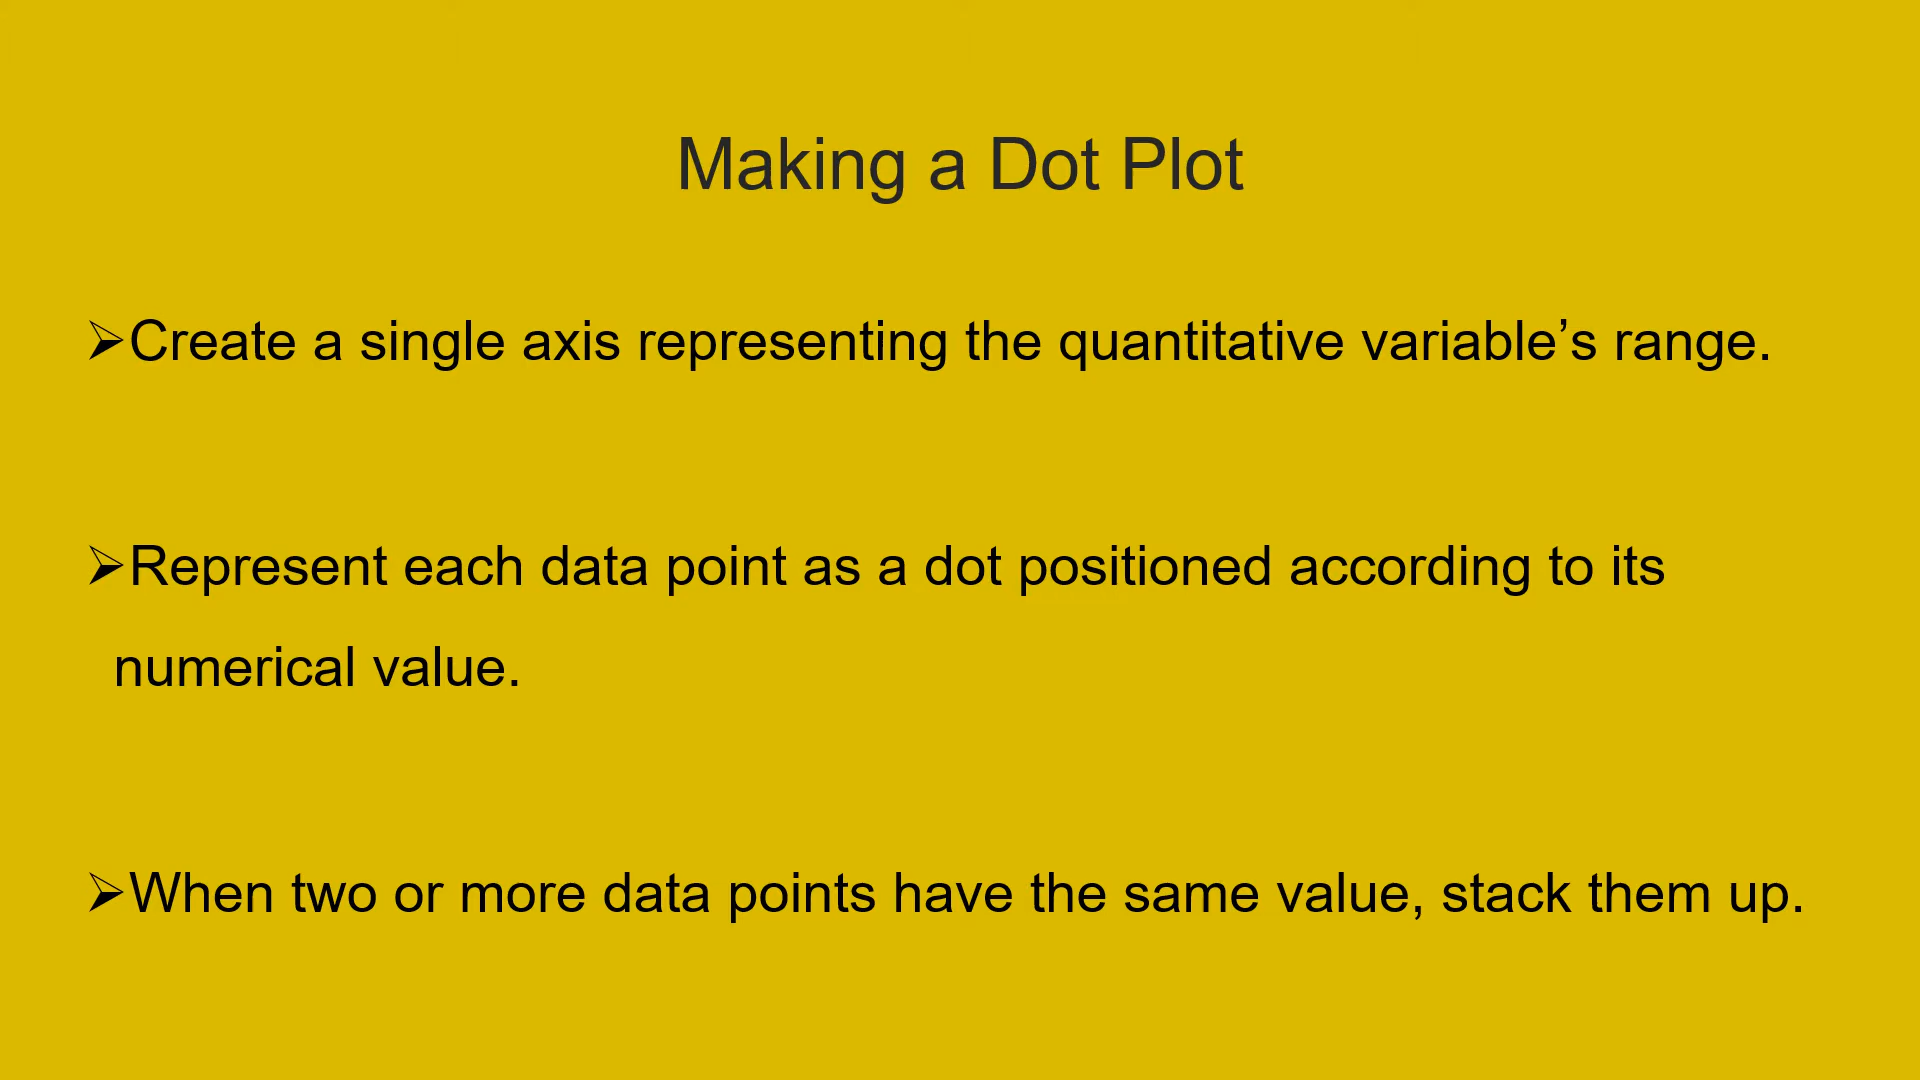 Making a Dot Plot
➢Create a single axis representing the quantitative variable’s range.
➢Represent each data point as a dot positioned according to its
numerical value.
➢When two or more data points have the same value, stack them up.